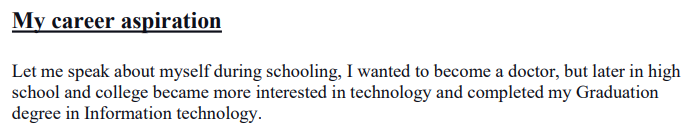 My career aspiration
Let me speak about myself during schooling, I wanted to become a doctor, but later in high
school and college became more interested in technology and completed my Graduation
degree in Information technology.